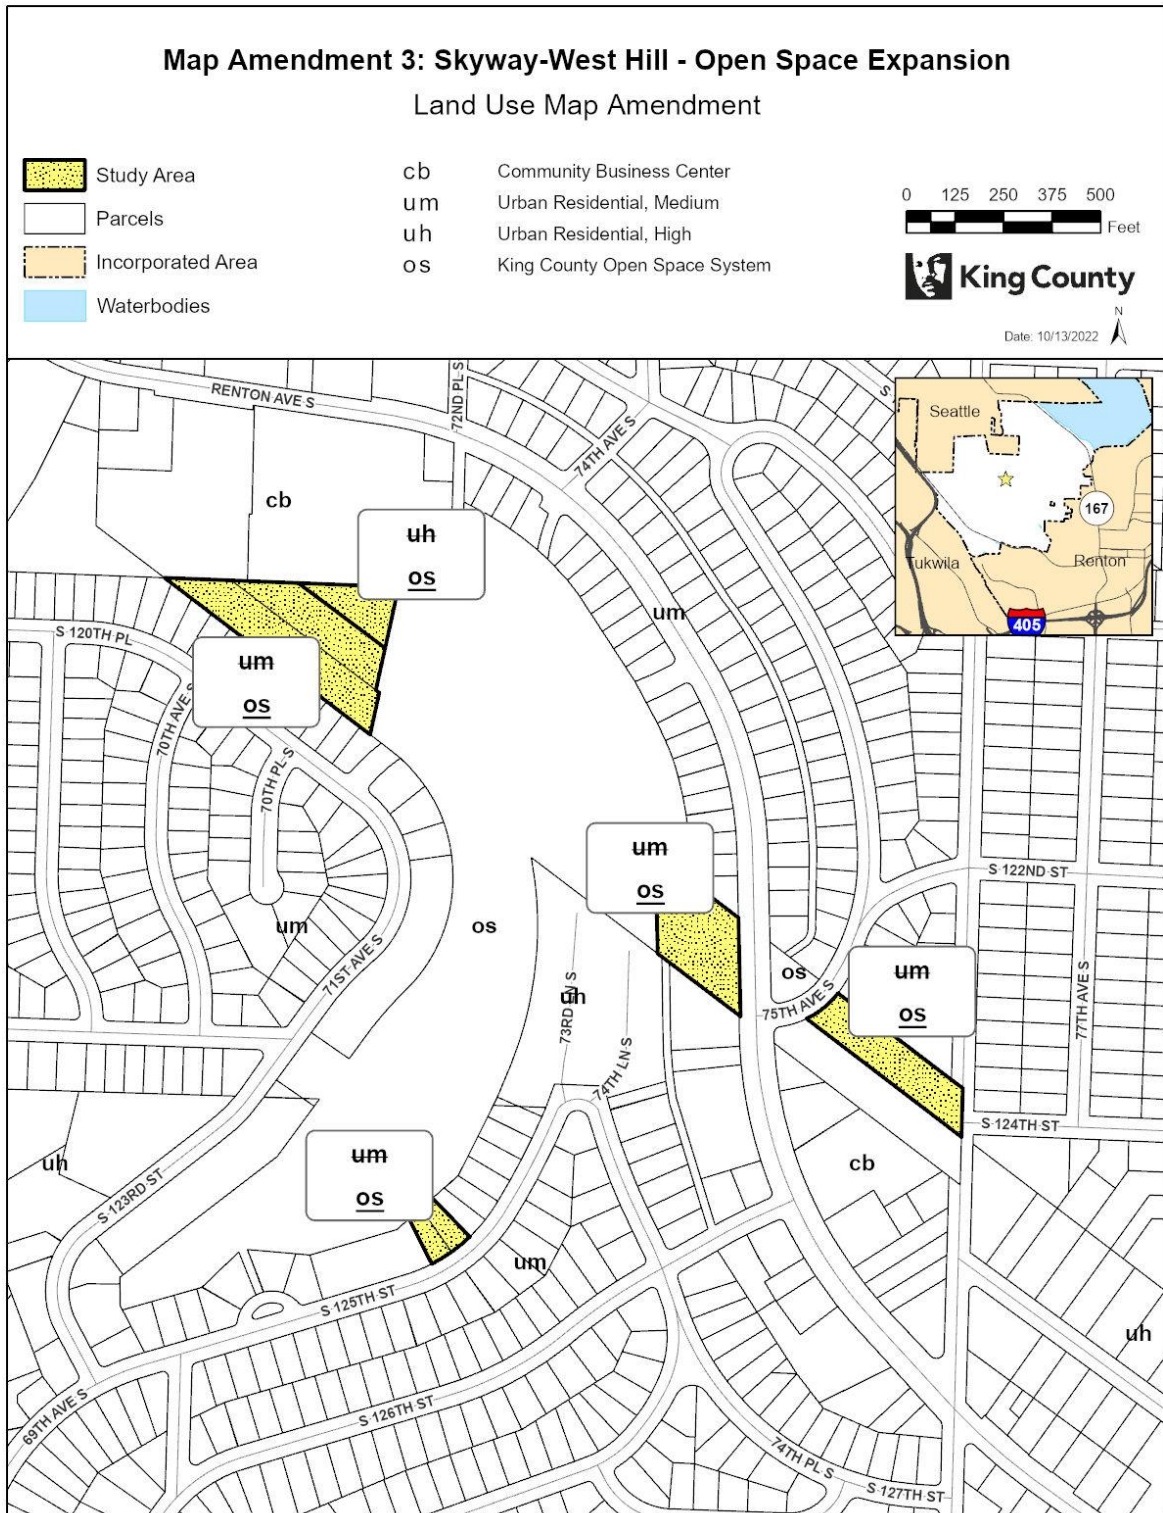 Map Amendment 3: Skyway-West Hill - Open Space Expansion
Land Use Map Amendment
Study Area
Parcels
Incorporated Area
Waterbodies
cb Community Business Center
um Urban Residential, Medium
uh Urban Residential, High
os King County Open Space System
0 125 250 375 500
Feet
King County
N
Date: 10/13/2022
RENTON AVE S
72ND PL S
74TH AVE S
Seattle
167
Tukwila
Renton
405
cb
uh
os
um
S 120TH PL
um
os
70TH AVE S
70TH PL S
um
os
S 122ND ST
um
os
71ST AVE S
os
um
os
uh
73RD LN S
75TH AVE S
77TH AVE S
74TH LN S
S 124TH ST
um
os
uh
cb
uh
S 123RD ST
um
S 125TH ST
uh
69TH AVE S
S 126TH ST
74TH PL S
S 127TH ST